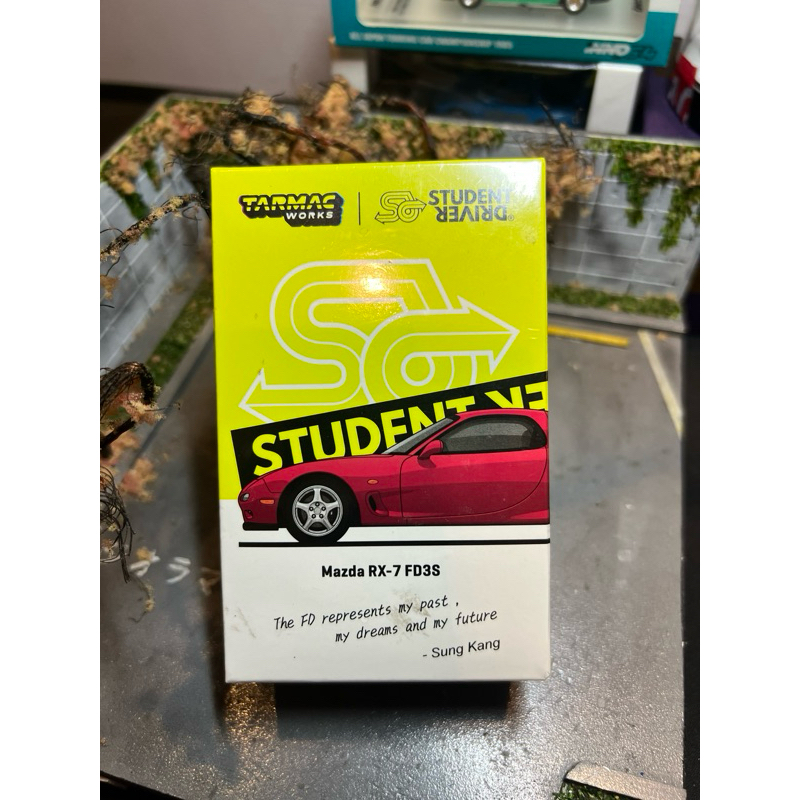 TARMAC WORKS
STUDENT DRIVER
STUDENT
Mazda RX-7 FD3S
The FD represents my past ,
my dreams and my future
- Sung Kang